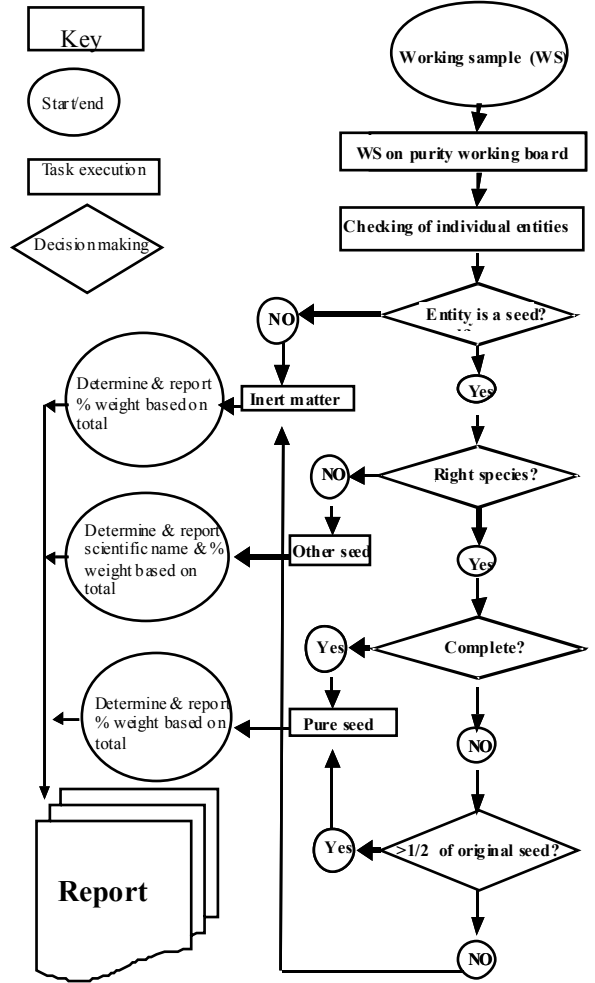 Key
Start/end
Task execution
Decision making
Working sample (WS)
WS on purity working board
Checking of individual entities
Entity is a seed?
NO
Yes
Inert matter
Determine & report
% weight based on
total
Right species?
NO
Yes
Other seed
Determine & report
scientific name & %
weight based on
total
Complete?
Yes
NO
Pure seed
Determine & report
% weight based on
total
>1/2 of original seed?
Yes
NO
Report